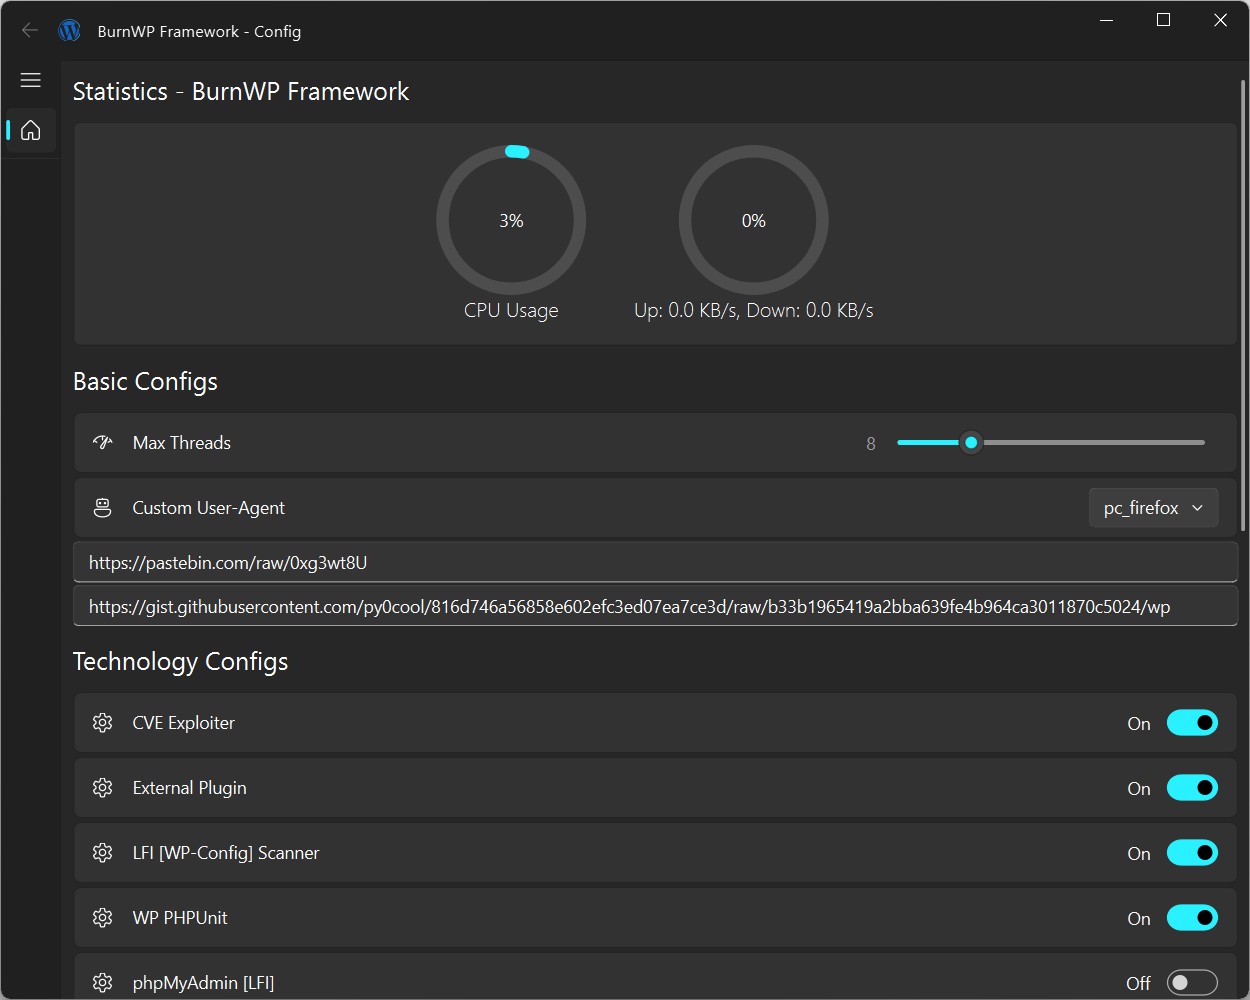 BurnWP Framework - Config
Statistics - BurnWP Framework
3%
0%
CPU Usage
Up: 0.0 KB/s, Down: 0.0 KB/s
Basic Configs
Max Threads
8
Custom User-Agent
pc_firefox
https://pastebin.com/raw/0xg3wt8U
https://gist.githubusercontent.com/py0cool/816d746a56858e602efc3ed07ea7ce3d/raw/b33b1965419a2bba639fe4b964ca3011870c5024/wp
Technology Configs
CVE Exploiter
On
External Plugin
On
LFI [WP-Config] Scanner
On
WP PHPUnit
On
phpMyAdmin [LFI]
Off